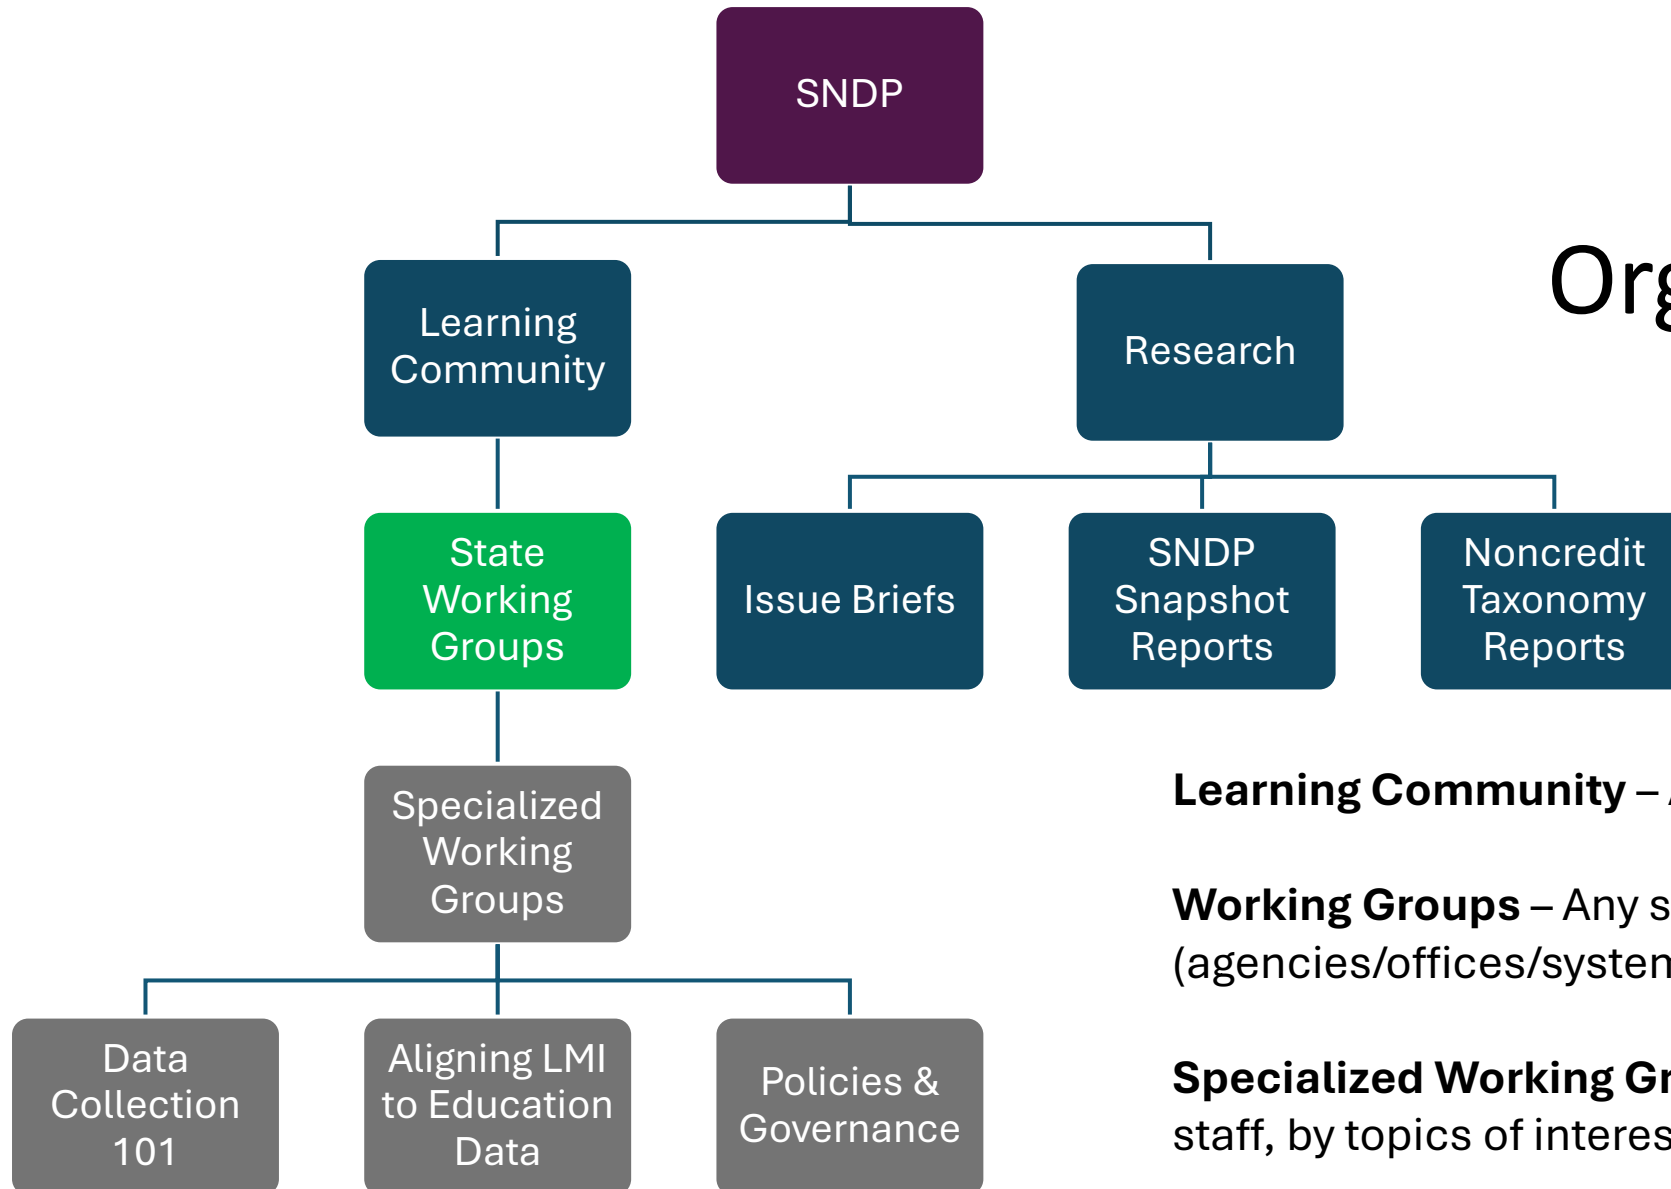 SNDP
Org
Learning
Community
Research
State
Working
Groups
Issue Briefs
SNDP
Snapshot
Reports
Noncredit
Taxonomy
Reports
Specialized
Working
Groups
Data
Collection
101
Aligning LMI
to Education
Data
Policies &
Governance
Learning Community –
Working Groups – Any s
(agencies/offices/system
Specialized Working Gr
staff, by topics of interes